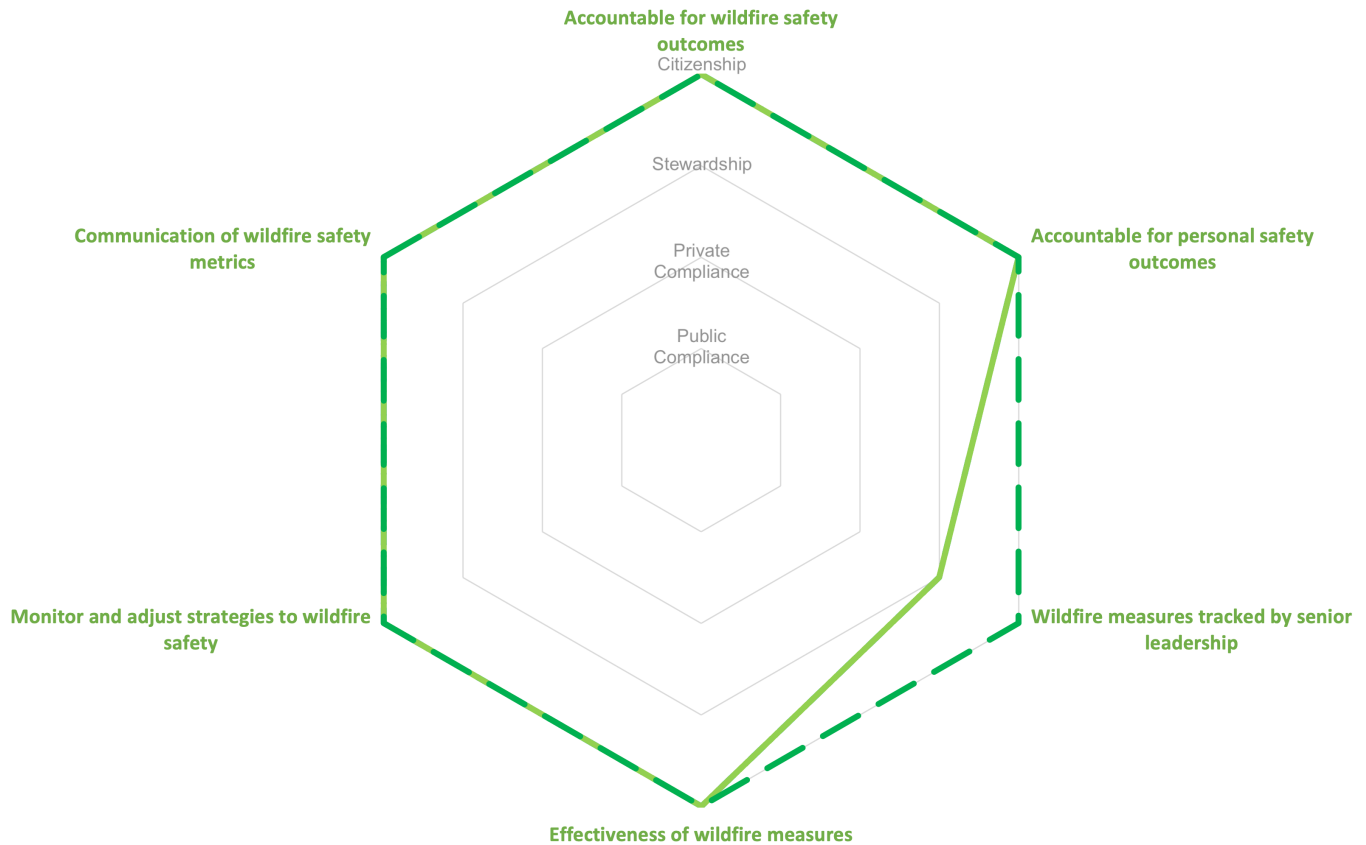 Accountable for wildfire safety
outcomes
Citizenship
Stewardship
Communication of wildfire safety
metrics
Private
Compliance
Accountable for personal safety
outcomes
Public
Compliance
Monitor and adjust strategies to wildfire
safety
Wildfire measures tracked by senior
leadership
Effectiveness of wildfire measures